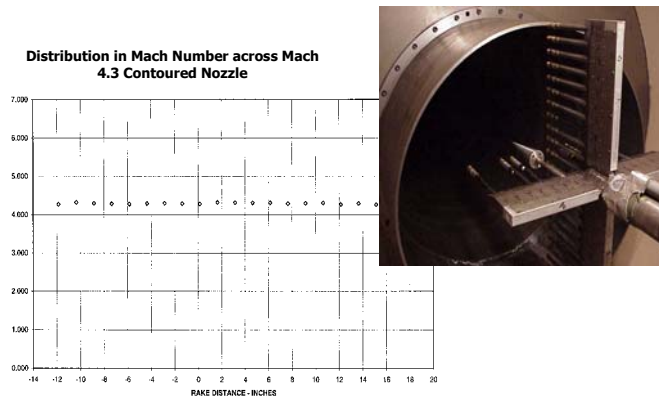 Distribution in Mach Number across Mach
4.3 Contoured Nozzle
7.000
6.000
5.000
4.000
3.000
2.000
1.000
0.000
-14 -12 -10 -8 -6 -4 -2 0 2 4 6 8 10 12 14 16 18 20
RAKE DISTANCE - INCHES